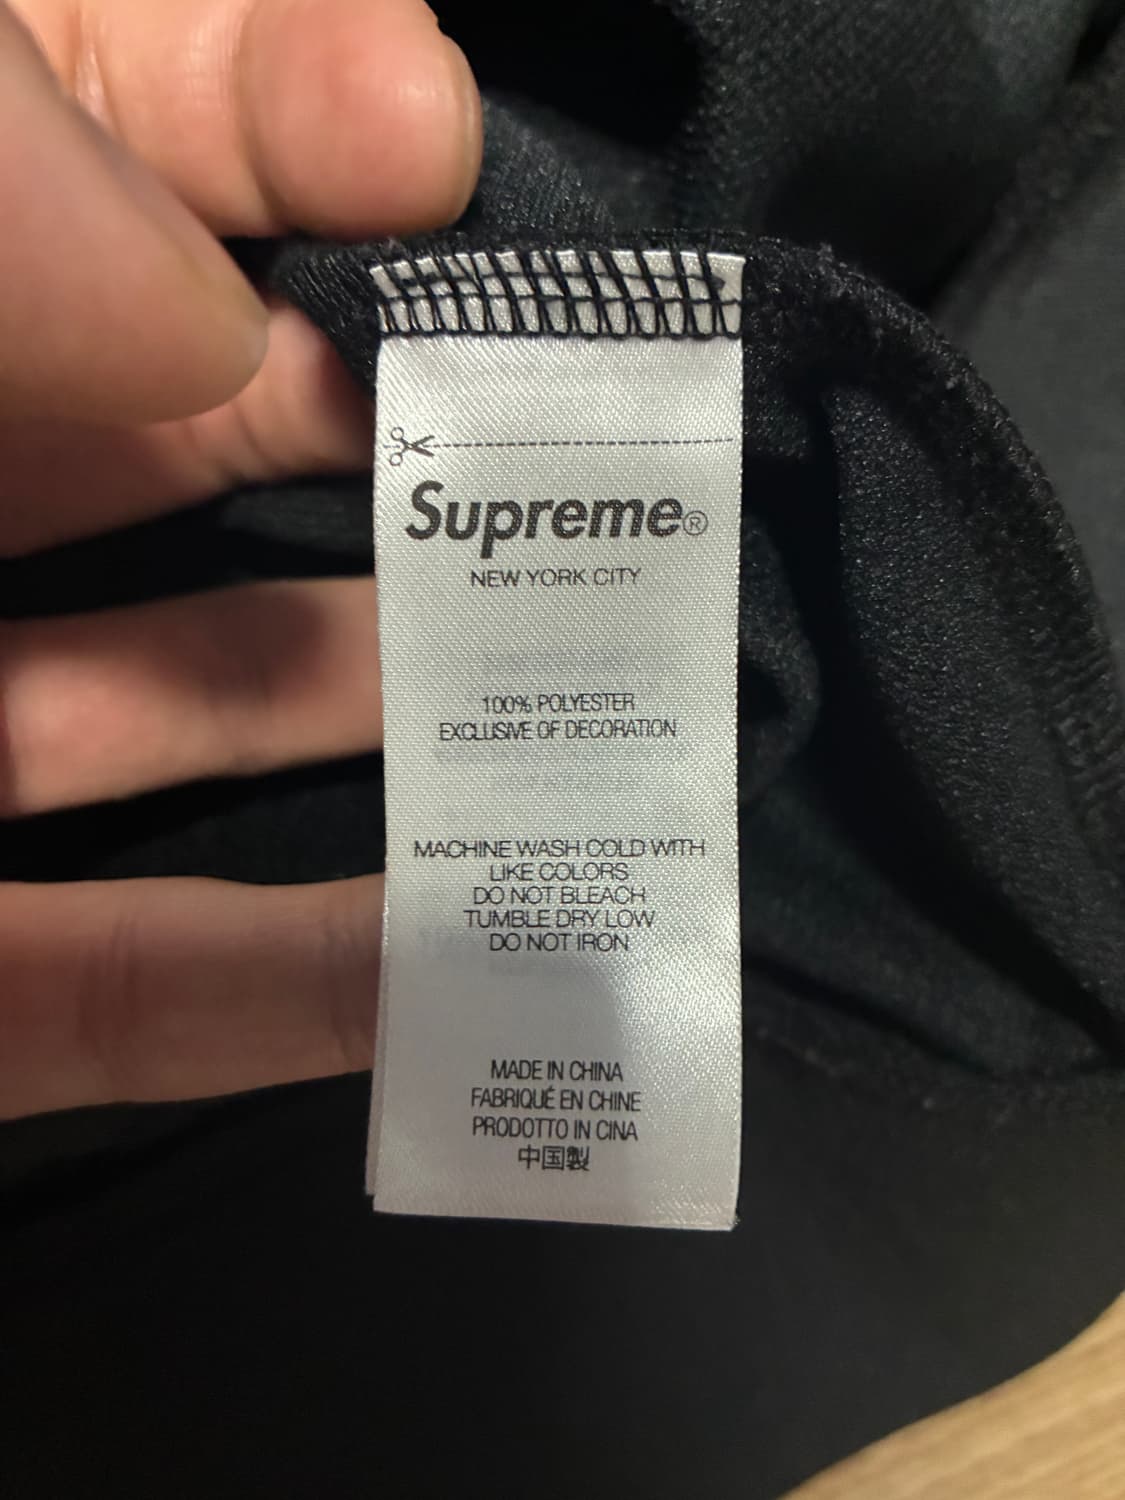 Supreme®
NEW YORK CITY
100% POLYESTER
EXCLUSIVE OF DECORATION
MACHINE WASH COLD WITH
LIKE COLORS
DO NOT BLEACH
TUMBLE DRY LOW
DO NOT IRON
MADE IN CHINA
FABRIQUÉ EN CHINE
PRODOTTO IN CINA
中国製